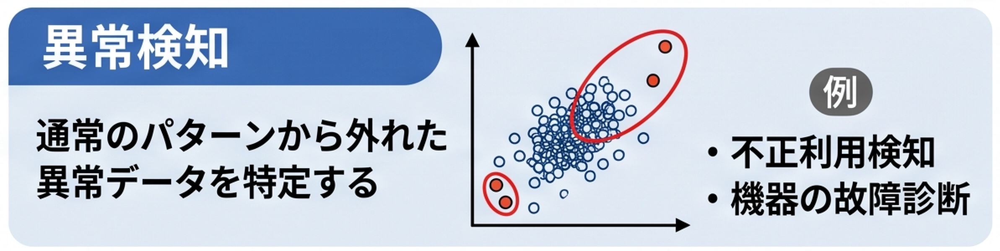 異常検知
通常のパターンから外れた
異常データを特定する
例
・不正利用検知
・機器の故障診断